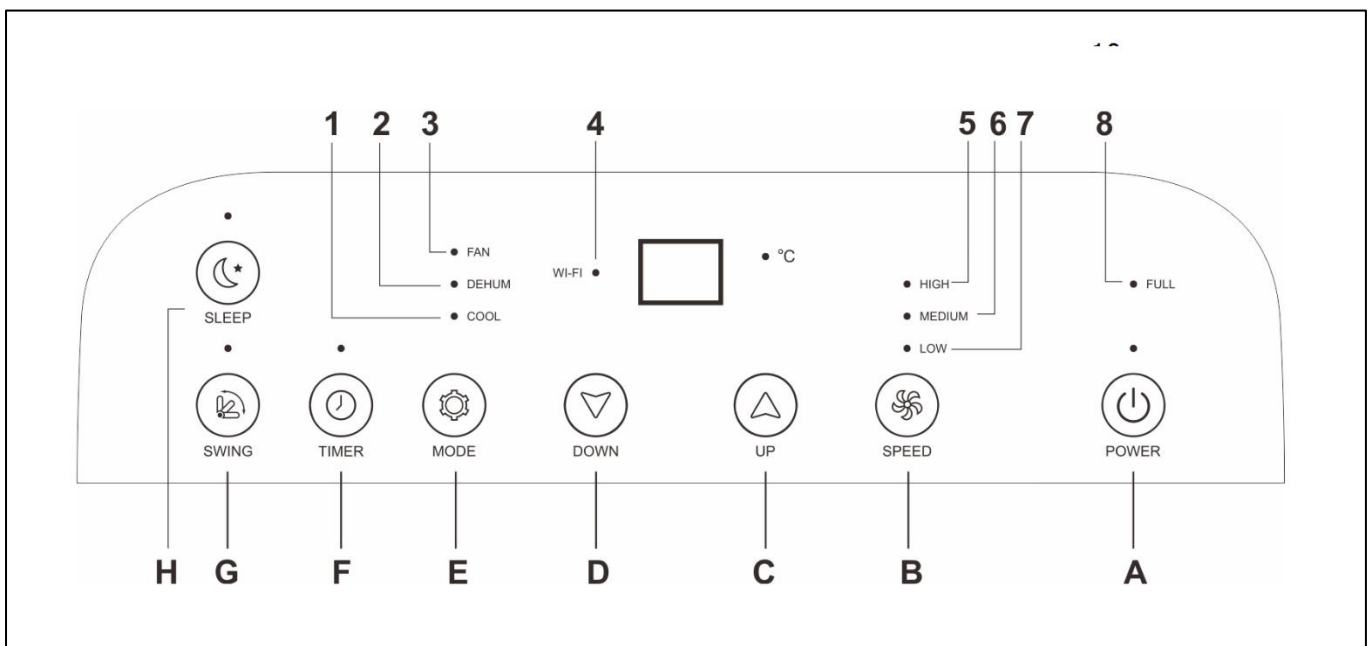 1 2 3 4 5 6 7 8
FAN
WI-FI
°C
DEHUM
HIGH
FULL
SLEEP
COOL
MEDIUM
LOW
SWING TIMER MODE DOWN UP SPEED POWER
H G F E D C B A